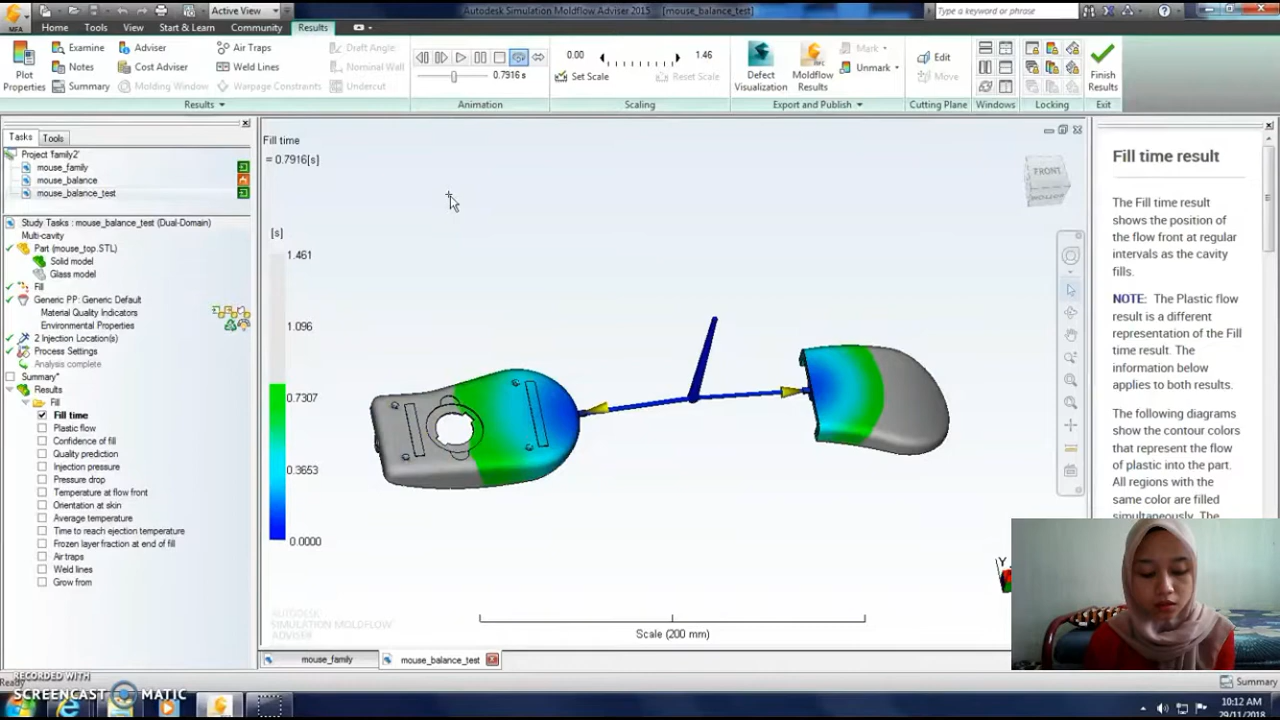 Active View
Autodesk Simulation Moldflow Adviser 2015 [mouse_balance_test]
Type a keyword or phrase
MFA
Home
Tools
View
Start & Learn
Community
Results
Plot Properties
Examine
Notes
Summary
Adviser
Cost Adviser
Molding Window
Air Traps
Weld Lines
Warpage Constraints
Draft Angle
Nominal Wall
Undercut
0.7916 s
0.00
1.46
Set Scale
Reset Scale
Defect Visualization
Moldflow Results
Mark
Unmark
Edit
Move
Finish Results
Results
Animation
Scaling
Export and Publish
Cutting Plane
Windows
Locking
Exit
Tasks
Tools
Project 'family2'
mouse_family
mouse_balance
mouse_balance_test
Study Tasks : mouse_balance_test (Dual-Domain)
Multi-cavity
Part (mouse_top.STL)
Solid model
Glass model
Fill
Generic PP: Generic Default
Material Quality Indicators
Environmental Properties
2 Injection Location(s)
Process Settings
Analysis complete
Summary*
Results
Fill
Fill time
Plastic flow
Confidence of fill
Quality prediction
Injection pressure
Pressure drop
Temperature at flow front
Orientation at skin
Average temperature
Time to reach ejection temperature
Frozen layer fraction at end of fill
Air traps
Weld lines
Grow from
Fill time
= 0.7916[s]
[s]
1.461
1.096
0.7307
0.3653
0.0000
FRONT
AUTODESK
SIMULATION MOLDFLOW
ADVISER
Scale (200 mm)
Y
mouse_family
mouse_balance_test
Fill time result
The Fill time result
shows the position of
the flow front at regular
intervals as the cavity
fills.
NOTE: The Plastic flow
result is a different
representation of the Fill
time result. The
information below
applies to both results.
The following diagrams
show the contour colors
that represent the flow
of plastic into the part.
All regions with the
same color are filled
simultaneously. The
Ready
RECORDED WITH
SCREENCAST MATIC
Summary
10:12 AM
29/11/2018